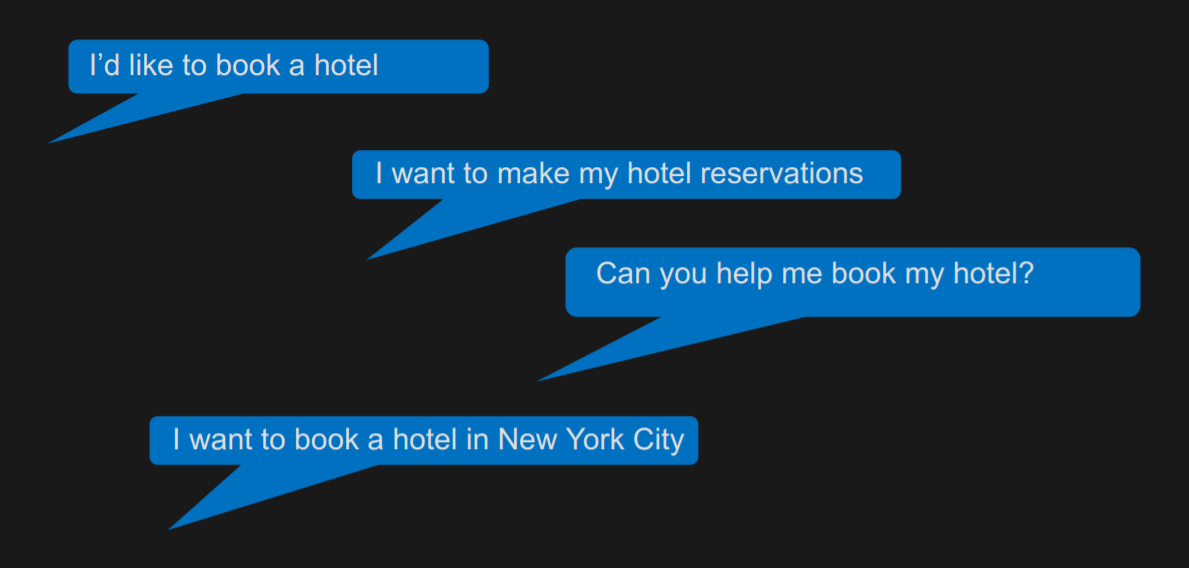 I’d like to book a hotel
I want to make my hotel reservations
Can you help me book my hotel?
I want to book a hotel in New York City